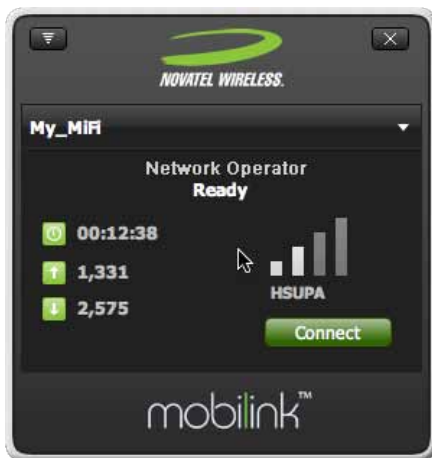 NOVATEL WIRELESS.
My_MiFi
Network Operator
Ready
00:12:38
1,331
2,575
HSUPA
Connect
mobilink™